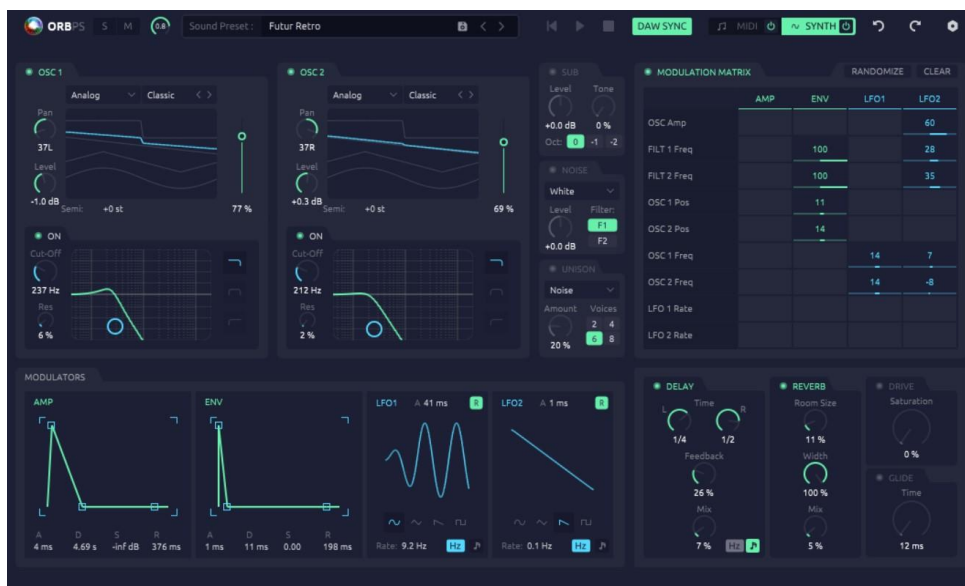 ORBPS S M 0.8 Sound Preset: Futur Retro DAW SYNC MIDI SYNTH
OSC 1
Analog Classic
Pan
37L
Level
-1.0 dB
Semi: +0 st 77 %
ON
Cut-Off
237 Hz
Res
6 %
OSC 2
Analog Classic
Pan
37R
Level
+0.3 dB
Semi: +0 st 69 %
ON
Cut-Off
212 Hz
Res
2 %
SUB
Level Tone
+0.0 dB 0 %
Oct: 0 -1 -2
NOISE
White
Level Filter:
F1
F2
+0.0 dB
UNISON
Noise
Amount Voices
2 4
6 8
20 %
MODULATION MATRIX RANDOMIZE CLEAR
AMP ENV LFO1 LFO2
OSC Amp 60
FILT 1 Freq 100 28
FILT 2 Freq 100 35
OSC 1 Pos 11
OSC 2 Pos 14
OSC 1 Freq 14 7
OSC 2 Freq 14 -8
LFO 1 Rate
LFO 2 Rate
MODULATORS
AMP
A D S R
4 ms 4.69 s -inf dB 376 ms
ENV
A D S R
1 ms 11 ms 0.00 198 ms
LFO1 A 41 ms R
Rate: 9.2 Hz Hz
LFO2 A 1 ms R
Rate: 0.1 Hz Hz
DELAY
Time
L R
1/4 1/2
Feedback
26 %
Mix
7 % Hz
REVERB
Room Size
11 %
Width
100 %
Mix
5 %
DRIVE
Saturation
0 %
GLIDE
Time
12 ms